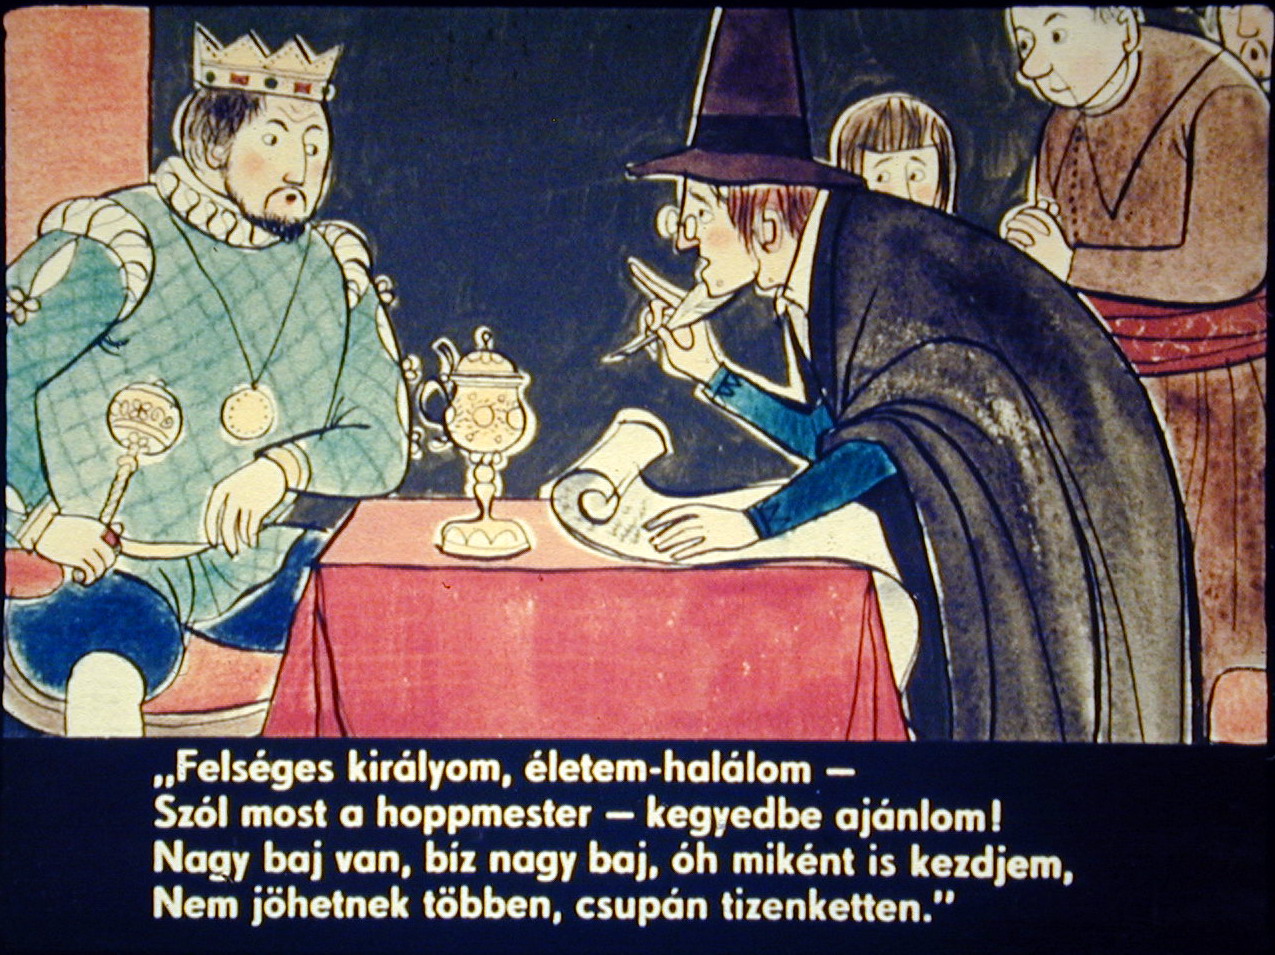 „Felséges királyom, életem-halálom –
Szól most a hoppmester – kegyedbe ajánlom!
Nagy baj van, bíz nagy baj, óh miként is kezdjem,
Nem jöhetnek többen, csupán tizenketten.”